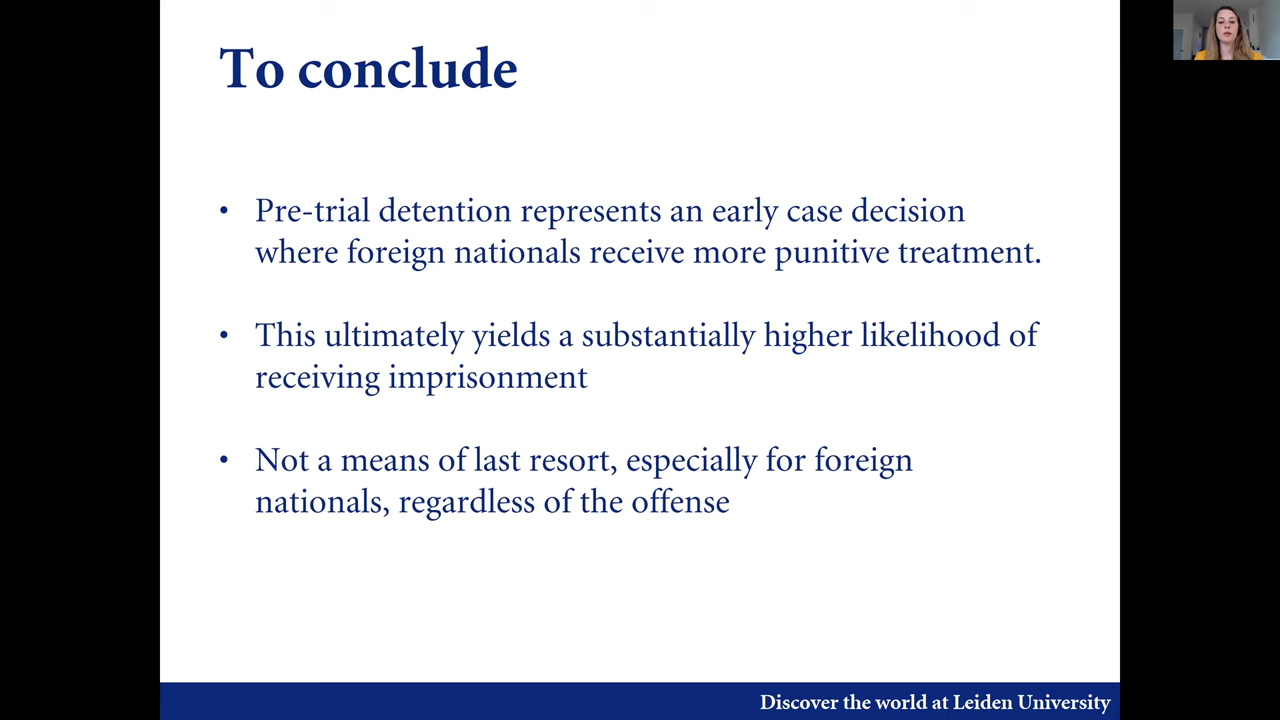 To conclude
• Pre-trial detention represents an early case decision
where foreign nationals receive more punitive treatment.
• This ultimately yields a substantially higher likelihood of
receiving imprisonment
• Not a means of last resort, especially for foreign
nationals, regardless of the offense
Discover the world at Leiden University